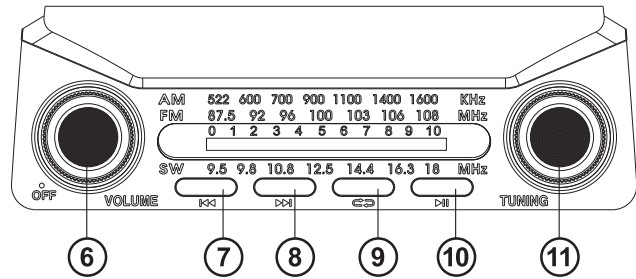 AM 522 600 700 900 1100 1400 1600 KHz
FM 87.5 92 96 100 103 106 108 MHz
0 1 2 3 4 5 6 7 8 9 10
SW 9.5 9.8 10.8 12.5 14.4 16.3 18 MHz
OFF VOLUME TUNING
6 7 8 9 10 11